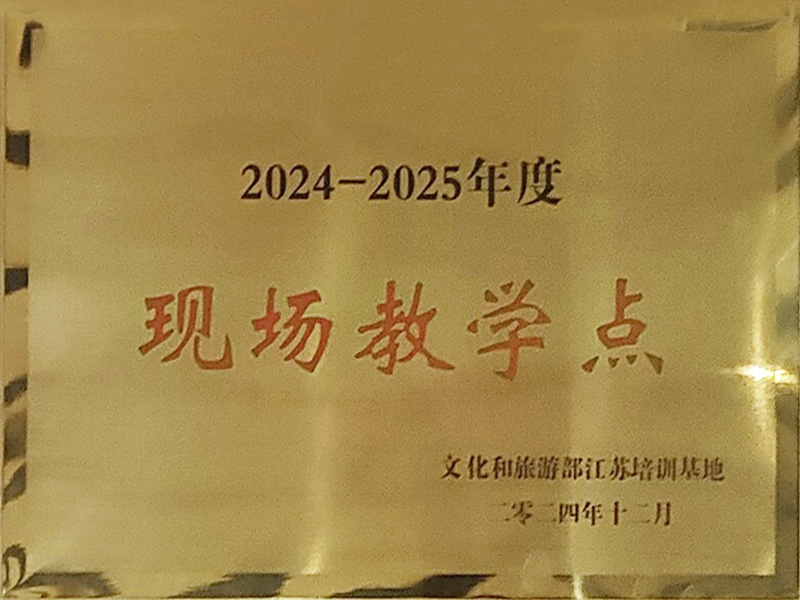 2024-2025年度
现场教学点
文化和旅游部江苏培训基地
二零二四年十二月